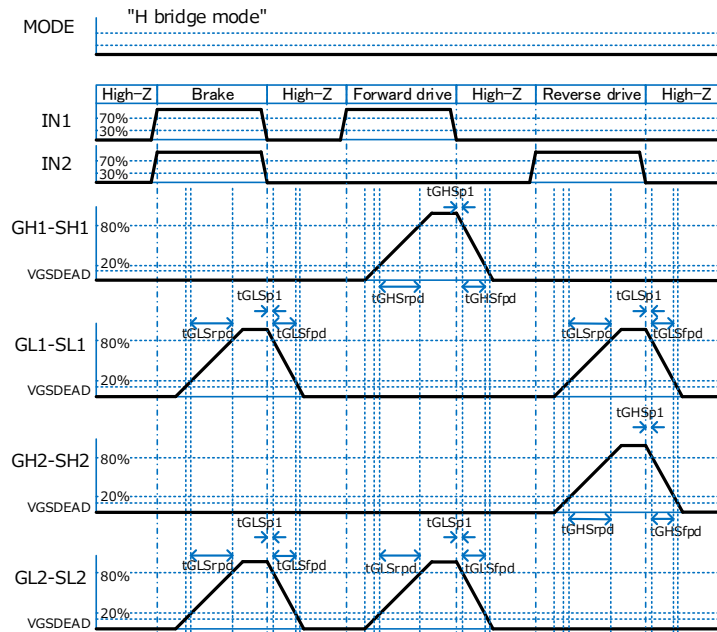 "H bridge mode"
MODE
High-Z Brake High-Z Forward drive High-Z Reverse drive High-Z
IN1
70%
30%
IN2
70%
30%
tGHSp1
GH1-SH1
80%
20%
VGSDEAD
tGHSrpd tGHSfpd
tGLSp1 tGLSp1
tGLSrpd tGLSfpd tGLSrpd tGLSfpd
GL1-SL1
80%
20%
VGSDEAD
tGHSp1
GH2-SH2
80%
20%
VGSDEAD
tGHSrpd tGHSfpd
tGLSp1 tGLSp1
tGLSrpd tGLSfpd tGLSrpd tGLSfpd
GL2-SL2
80%
20%
VGSDEAD